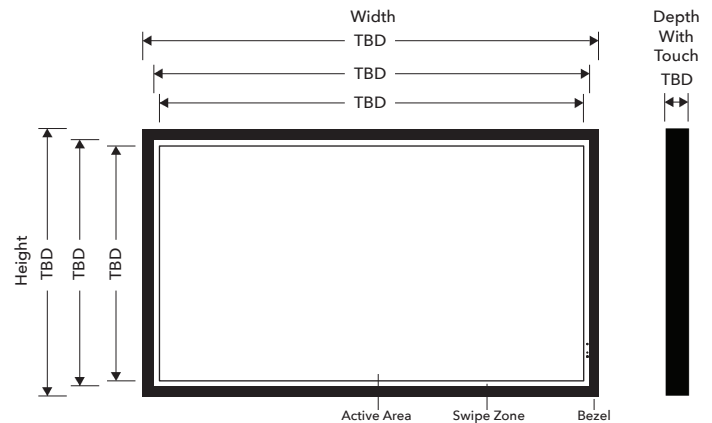 Width
TBD
TBD
TBD
Depth
With
Touch
TBD
Height
TBD
TBD
TBD
Active Area
Swipe Zone
Bezel